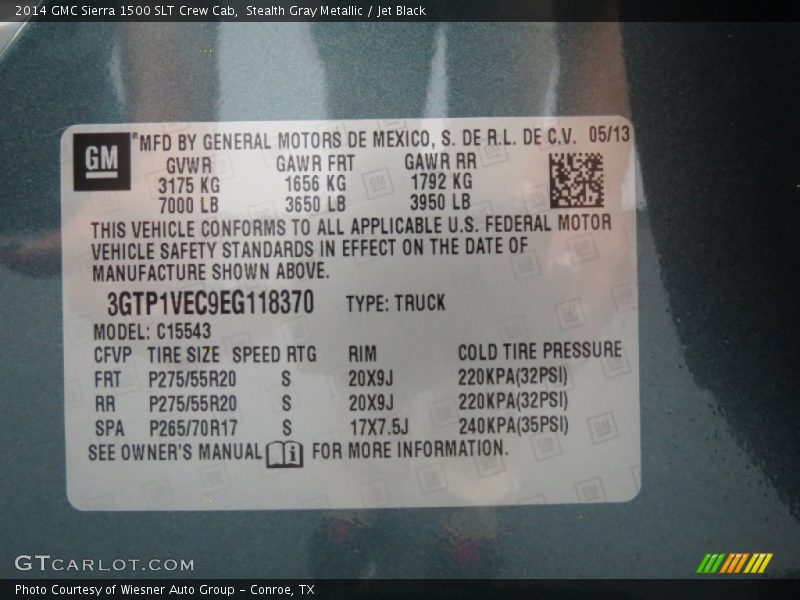 2014 GMC Sierra 1500 SLT Crew Cab,  Stealth Gray Metallic / Jet Black
GM
*MFD BY GENERAL MOTORS DE MEXICO, S. DE R.L. DE C.V. 05/13
GVWR GAWR FRT GAWR RR
3175 KG 1656 KG 1792 KG
7000 LB 3650 LB 3950 LB
THIS VEHICLE CONFORMS TO ALL APPLICABLE U.S. FEDERAL MOTOR
VEHICLE SAFETY STANDARDS IN EFFECT ON THE DATE OF
MANUFACTURE SHOWN ABOVE.
3GTP1VEC9EG118370 TYPE: TRUCK
MODEL: C15543
CFVP TIRE SIZE SPEED RTG RIM COLD TIRE PRESSURE
FRT P275/55R20 S 20X9J 220KPA(32PSI)
RR P275/55R20 S 20X9J 220KPA(32PSI)
SPA P265/70R17 S 17X7.5J 240KPA(35PSI)
SEE OWNER'S MANUAL i FOR MORE INFORMATION.
GTCARLOT.COM
Photo Courtesy of Wiesner Auto Group - Conroe, TX